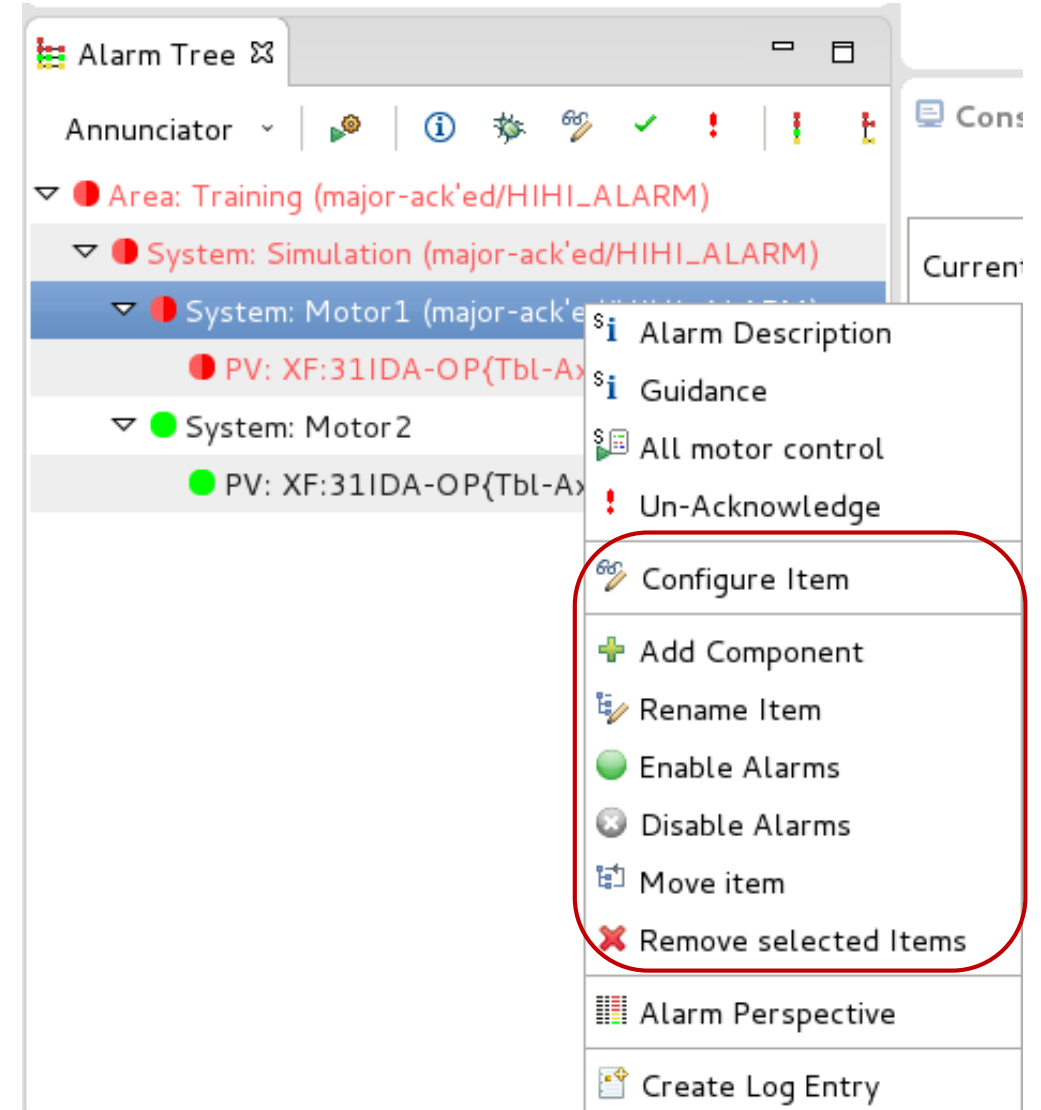 Alarm Tree
Annunciator
Cons
Area: Training (major-ack'ed/HIHI_ALARM)
System: Simulation (major-ack'ed/HIHI_ALARM)
Current
System: Motor1 (major-ack'e
PV: XF:31IDA-OP{Tbl-Ax
System: Motor2
PV: XF:31IDA-OP{Tbl-Ax
Alarm Description
Guidance
All motor control
Un-Acknowledge
Configure Item
Add Component
Rename Item
Enable Alarms
Disable Alarms
Move item
Remove selected Items
Alarm Perspective
Create Log Entry